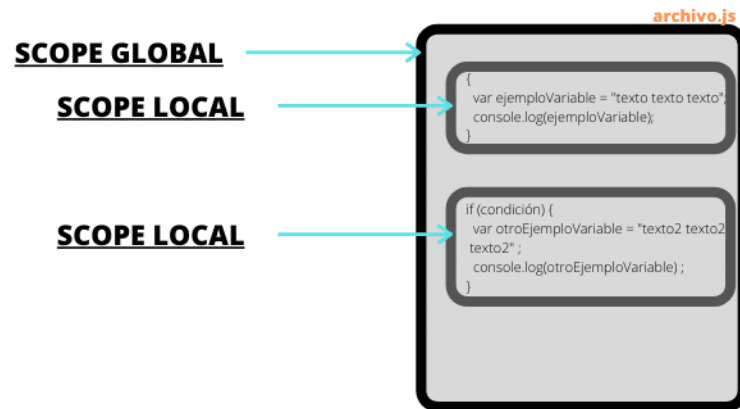 archivo.js
SCOPE GLOBAL
SCOPE LOCAL
{
var ejemploVariable = "texto texto texto";
console.log(ejemploVariable);
}
SCOPE LOCAL
if (condición) {
var otroEjemploVariable = "texto2 texto2
texto2" ;
console.log(otroEjemploVariable) ;
}